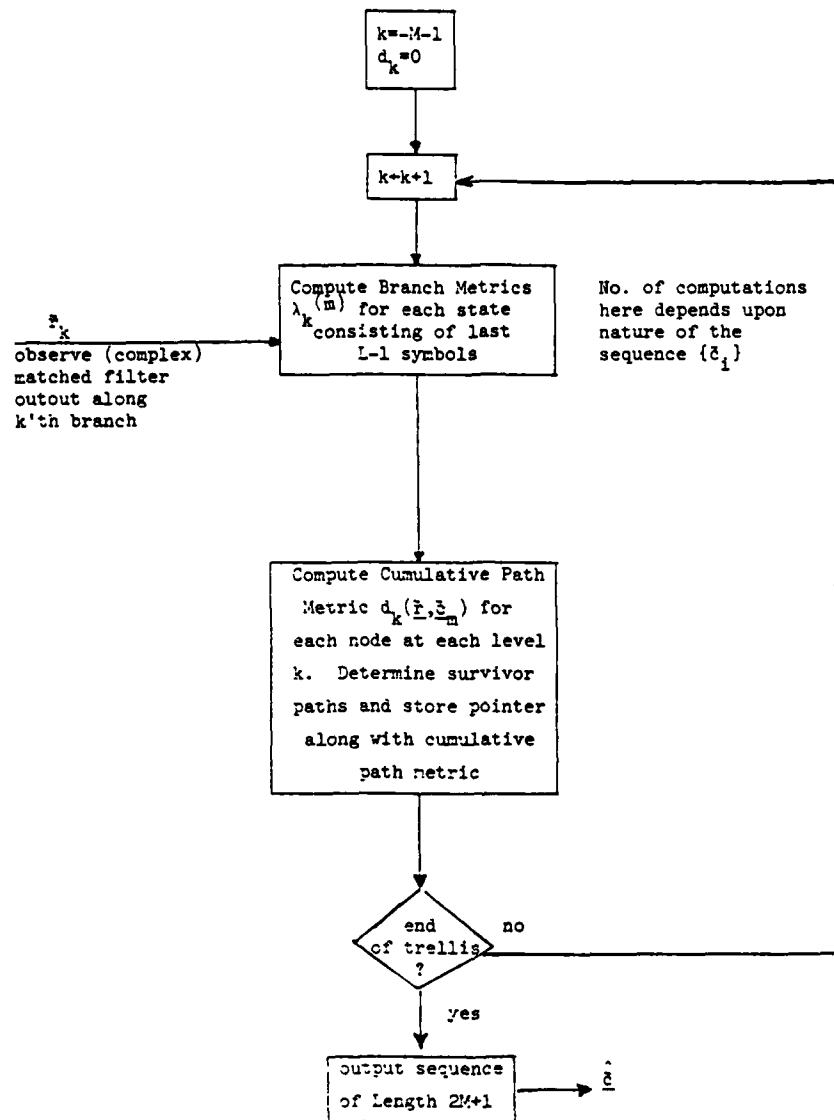 k=-M-1
d_k=0
k←k+1
Compute Branch Metrics
λ_k^(m) for each state
consisting of last
L-1 symbols
No. of computations
here depends upon
nature of the
sequence {c̃_i}
observe (complex)
matched filter
outout along
k'th branch
Compute Cumulative Path
Metric d_k(r̃,c̃_m) for
each node at each level
k. Determine survivor
paths and store pointer
along with cumulative
path metric
end
of trellis
?
no
yes
output sequence
of Length 2M+1